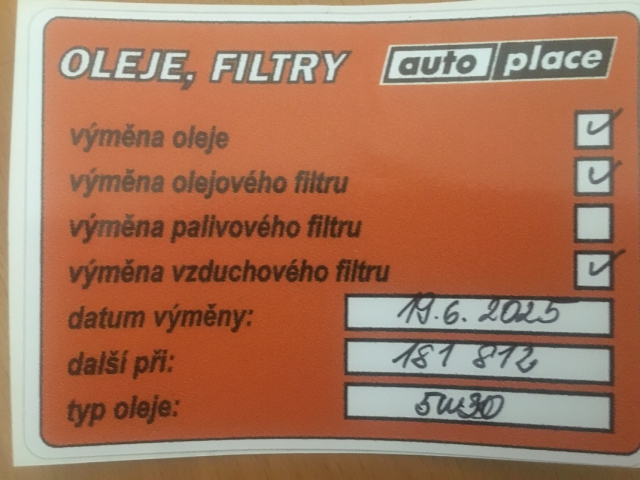 OLEJE, FILTRY auto place
výměna oleje ✓
výměna olejového filtru ✓
výměna palivového filtru
výměna vzduchového filtru ✓
datum výměny: 19.6.2025
další při: 181 812
typ oleje: 5w30